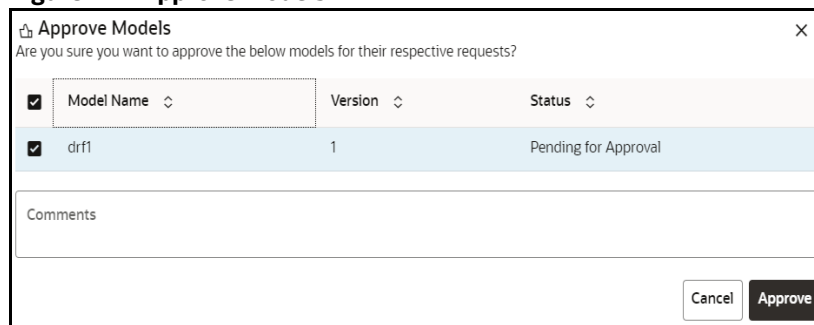 Approve Models
Are you sure you want to approve the below models for their respective requests?
Model Name Version Status
drf1 1 Pending for Approval
Comments
Cancel Approve